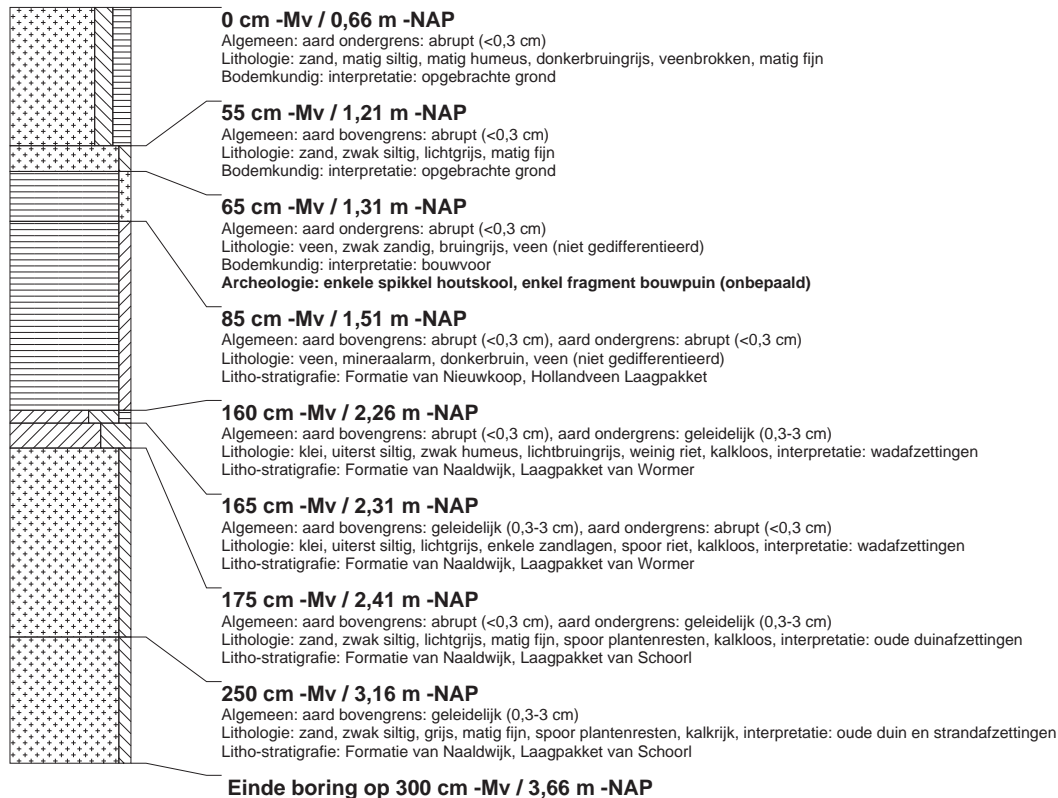 0 cm -Mv / 0,66 m -NAP
Algemeen: aard ondergrens: abrupt (<0,3 cm)
Lithologie: zand, matig siltig, matig humeus, donkerbruingrijs, veenbrokken, matig fijn
Bodemkundig: interpretatie: opgebrachte grond
55 cm -Mv / 1,21 m -NAP
Algemeen: aard bovengrens: abrupt (<0,3 cm)
Lithologie: zand, zwak siltig, lichtgrijs, matig fijn
Bodemkundig: interpretatie: opgebrachte grond
65 cm -Mv / 1,31 m -NAP
Algemeen: aard ondergrens: abrupt (<0,3 cm)
Lithologie: veen, zwak zandig, bruingrijs, veen (niet gedifferentieerd)
Bodemkundig: interpretatie: bouwvoor
Archeologie: enkele spikkel houtskool, enkel fragment bouwpuin (onbepaald)
85 cm -Mv / 1,51 m -NAP
Algemeen: aard bovengrens: abrupt (<0,3 cm), aard ondergrens: abrupt (<0,3 cm)
Lithologie: veen, mineraalarm, donkerbruin, veen (niet gedifferentieerd)
Litho-stratigrafie: Formatie van Nieuwkoop, Hollandveen Laagpakket
160 cm -Mv / 2,26 m -NAP
Algemeen: aard bovengrens: abrupt (<0,3 cm), aard ondergrens: geleidelijk (0,3-3 cm)
Lithologie: klei, uiterst siltig, zwak humeus, lichtbruingrijs, weinig riet, kalkloos, interpretatie: wadafzettingen
Litho-stratigrafie: Formatie van Naaldwijk, Laagpakket van Wormer
165 cm -Mv / 2,31 m -NAP
Algemeen: aard bovengrens: geleidelijk (0,3-3 cm), aard ondergrens: abrupt (<0,3 cm)
Lithologie: klei, uiterst siltig, lichtgrijs, enkele zandlagen, spoor riet, kalkloos, interpretatie: wadafzettingen
Litho-stratigrafie: Formatie van Naaldwijk, Laagpakket van Wormer
175 cm -Mv / 2,41 m -NAP
Algemeen: aard bovengrens: abrupt (<0,3 cm), aard ondergrens: geleidelijk (0,3-3 cm)
Lithologie: zand, zwak siltig, lichtgrijs, matig fijn, spoor plantenresten, kalkloos, interpretatie: oude duinafzettingen
Litho-stratigrafie: Formatie van Naaldwijk, Laagpakket van Schoorl
250 cm -Mv / 3,16 m -NAP
Algemeen: aard bovengrens: geleidelijk (0,3-3 cm)
Lithologie: zand, zwak siltig, grijs, matig fijn, spoor plantenresten, kalkrijk, interpretatie: oude duin en strandafzettingen
Litho-stratigrafie: Formatie van Naaldwijk, Laagpakket van Schoorl
Einde boring op 300 cm -Mv / 3,66 m -NAP